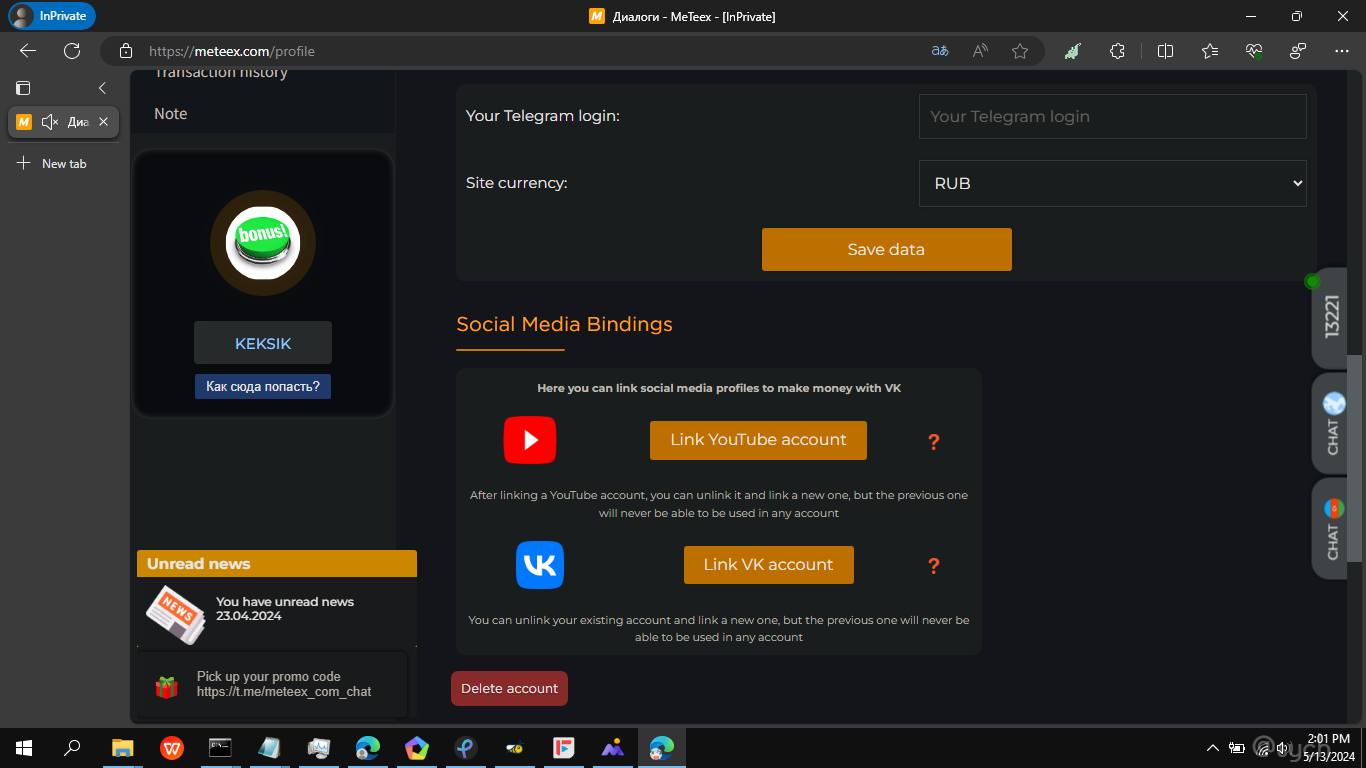 InPrivate
Диалоги - MeTeex - [InPrivate]
https://meteex.com/profile
Диа
New tab
Transaction history
Note
bonus!
KEKSIK
Как сюда попасть?
Unread news
NEWS
You have unread news
23.04.2024
Pick up your promo code
https://t.me/meteex_com_chat
Your Telegram login:
Your Telegram login
Site currency:
RUB
Save data
Social Media Bindings
Here you can link social media profiles to make money with VK
Link YouTube account
?
After linking a YouTube account, you can unlink it and link a new one, but the previous one
will never be able to be used in any account
Link VK account
?
You can unlink your existing account and link a new one, but the previous one will never be
able to be used in any account
Delete account
13221
CHAT
CHAT
2:01 PM
5/13/2024